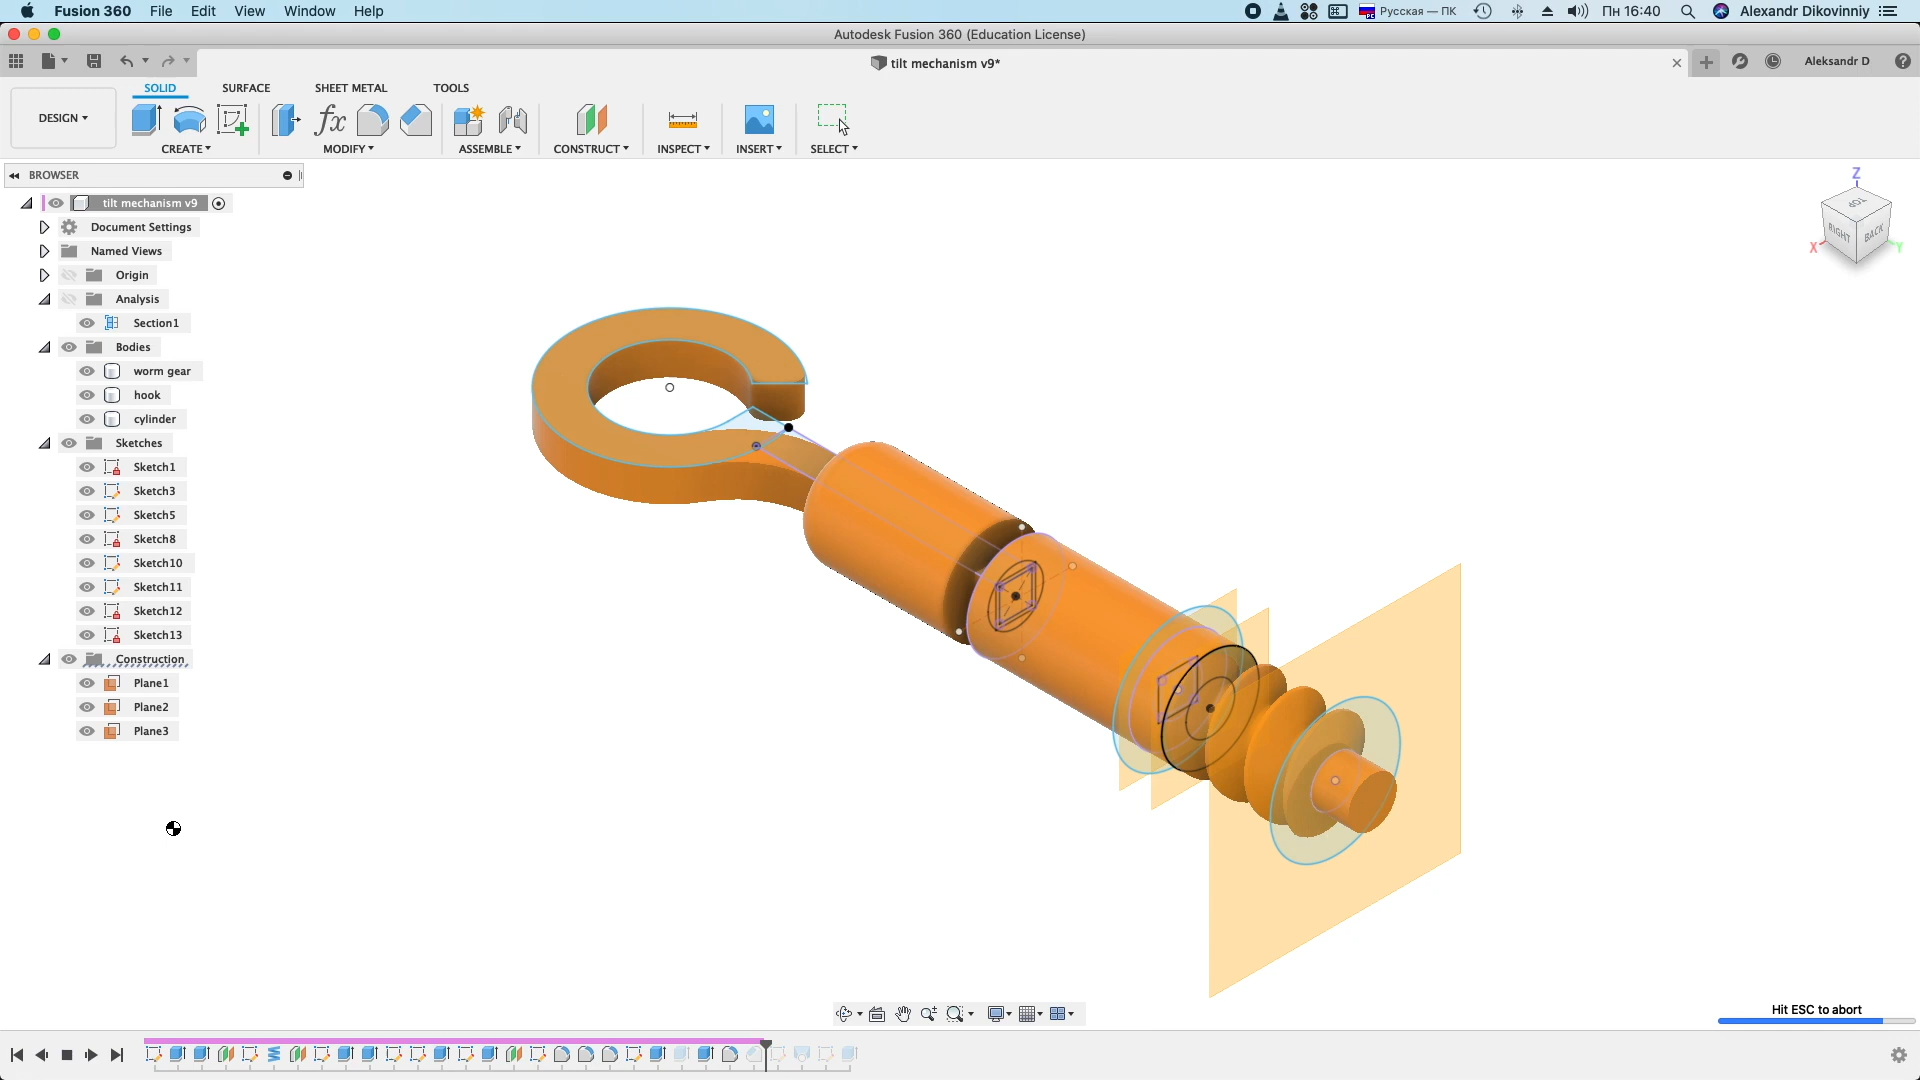 Fusion 360 File Edit View Window Help Русская — ПК Пн 16:40 Alexandr Dikovinniy
Autodesk Fusion 360 (Education License)
tilt mechanism v9* Aleksandr D
SOLID SURFACE SHEET METAL TOOLS
DESIGN
CREATE MODIFY ASSEMBLE CONSTRUCT INSPECT INSERT SELECT
BROWSER
tilt mechanism v9
Document Settings
Named Views
Origin
Analysis
Section1
Bodies
worm gear
hook
cylinder
Sketches
Sketch1
Sketch3
Sketch5
Sketch8
Sketch10
Sketch11
Sketch12
Sketch13
Construction
Plane1
Plane2
Plane3
Z
TOP
RIGHT BACK
X Y
Hit ESC to abort